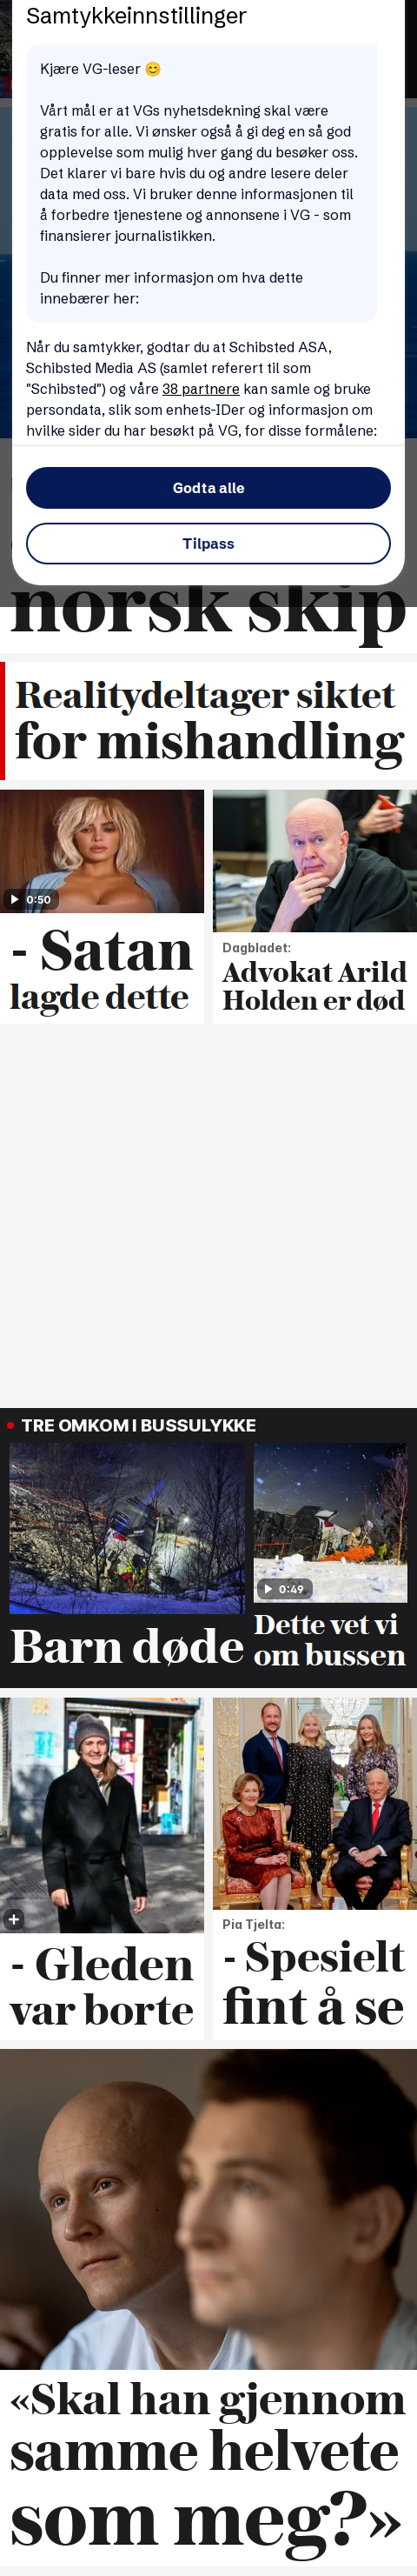 Samtykkeinnstillinger
Kjære VG-leser 😊
Vårt mål er at VGs nyhetsdekning skal være
gratis for alle. Vi ønsker også å gi deg en så god
opplevelse som mulig hver gang du besøker oss.
Det klarer vi bare hvis du og andre lesere deler
data med oss. Vi bruker denne informasjonen til
å forbedre tjenestene og annonsene i VG - som
finansierer journalistikken.
Du finner mer informasjon om hva dette
innebærer her:
Når du samtykker, godtar du at Schibsted ASA,
Schibsted Media AS (samlet referert til som
"Schibsted") og våre 38 partnere kan samle og bruke
persondata, slik som enhets-IDer og informasjon om
hvilke sider du har besøkt på VG, for disse formålene:
Godta alle
Tilpass
norsk skip
Realitydeltager siktet
for mishandling
0:50
- Satan
lagde dette
Dagbladet:
Advokat Arild
Holden er død
TRE OMKOM I BUSSULYKKE
Barn døde
0:49
Dette vet vi
om bussen
- Gleden
var borte
Pia Tjelta:
- Spesielt
fint å se
«Skal han gjennom
samme helvete
som meg?»